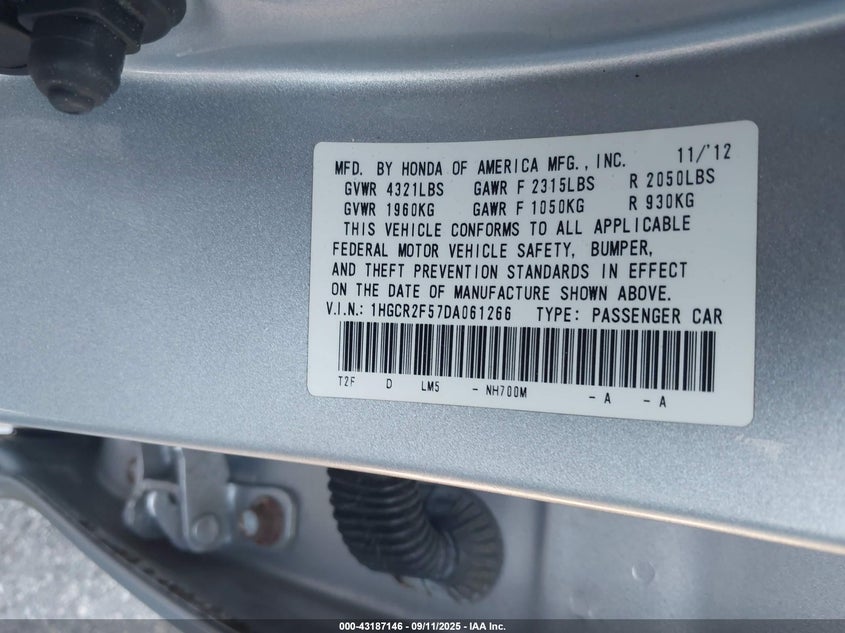 MFD. BY HONDA OF AMERICA MFG., INC. 11/'12
GVWR 4321LBS GAWR F 2315LBS R 2050LBS
GVWR 1960KG GAWR F 1050KG R 930KG
THIS VEHICLE CONFORMS TO ALL APPLICABLE
FEDERAL MOTOR VEHICLE SAFETY, BUMPER,
AND THEFT PREVENTION STANDARDS IN EFFECT
ON THE DATE OF MANUFACTURE SHOWN ABOVE.
V.I.N.: 1HGCR2F57DA061266 TYPE: PASSENGER CAR
T2F D LM5 - NH700M - A - A
000-43187146 - 09/11/2025 - IAA Inc.